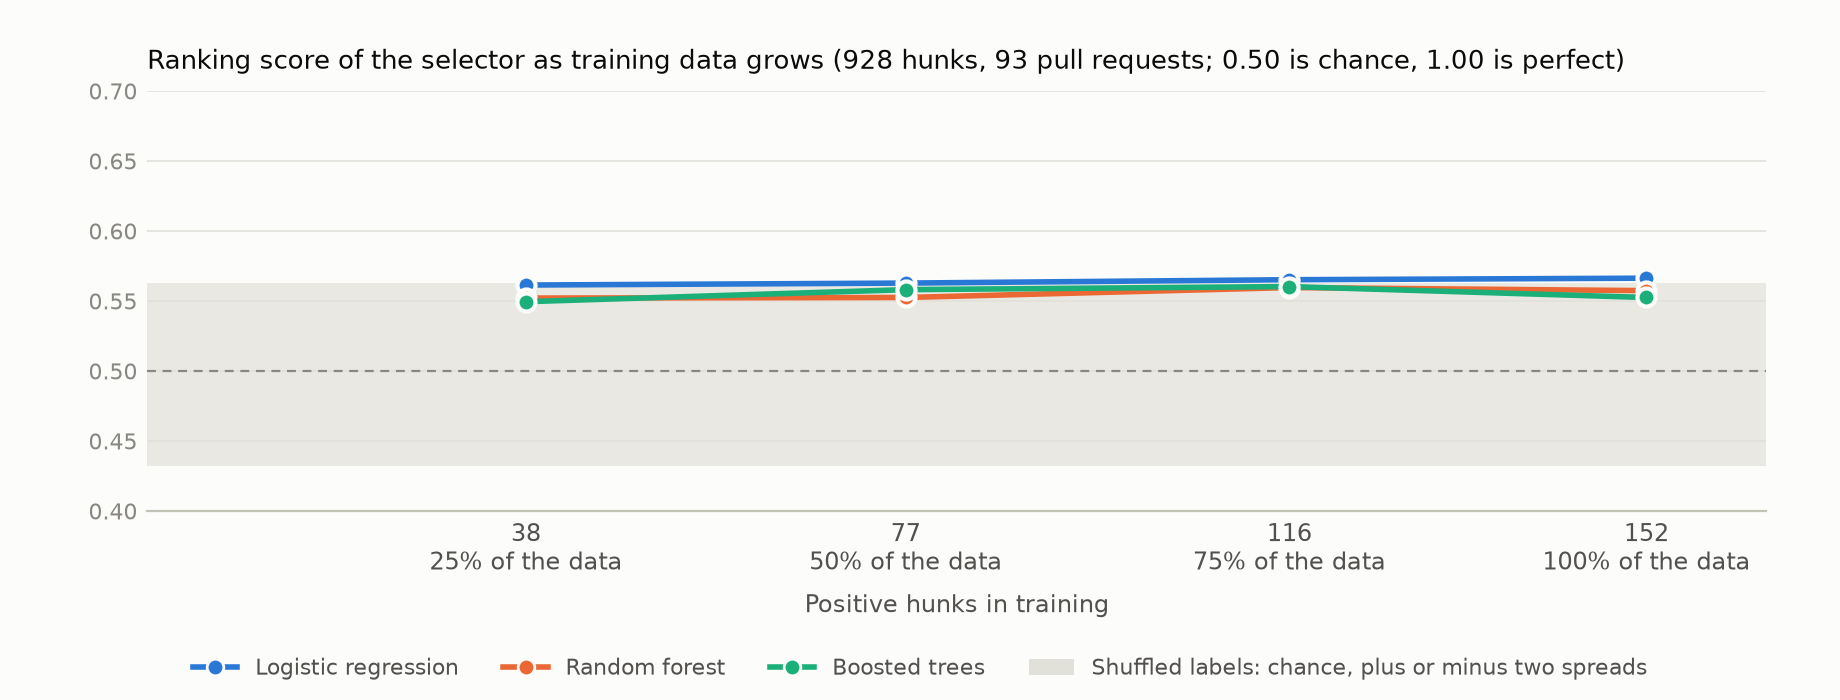 Ranking score of the selector as training data grows (928 hunks, 93 pull requests; 0.50 is chance, 1.00 is perfect)
0.70
0.65
0.60
0.55
0.50
0.45
0.40
38 77 116 152
25% of the data 50% of the data 75% of the data 100% of the data
Positive hunks in training
Logistic regression Random forest Boosted trees Shuffled labels: chance, plus or minus two spreads